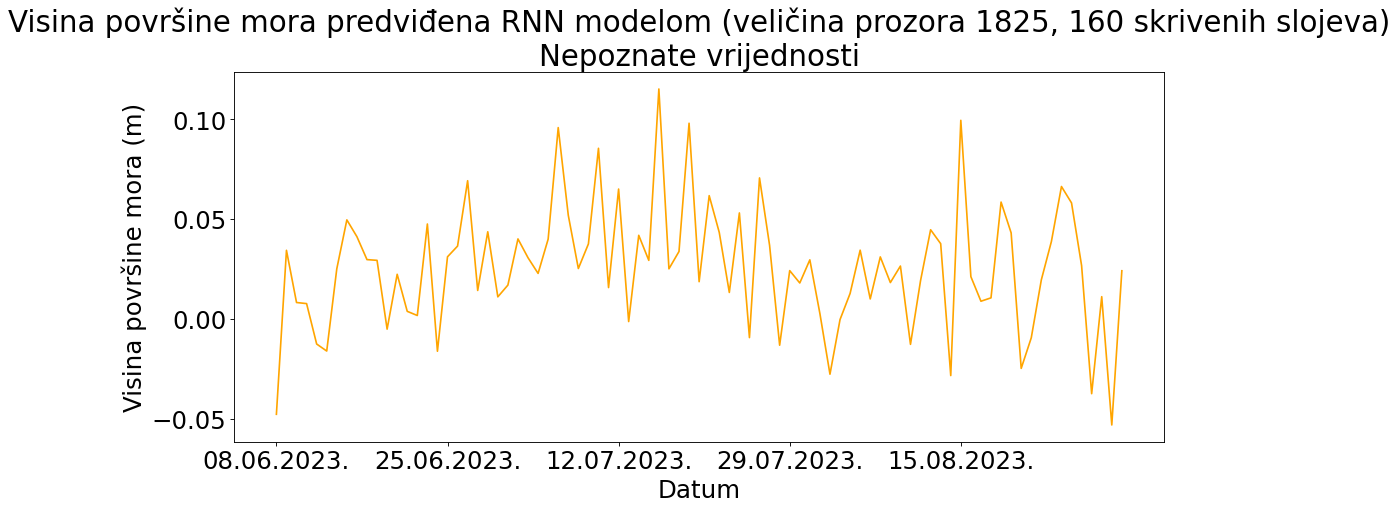 Visina površine mora predviđena RNN modelom (veličina prozora 1825, 160 skrivenih slojeva)
Nepoznate vrijednosti
Visina površine mora (m)
0.10
0.05
0.00
−0.05
08.06.2023.
25.06.2023.
12.07.2023.
29.07.2023.
15.08.2023.
Datum